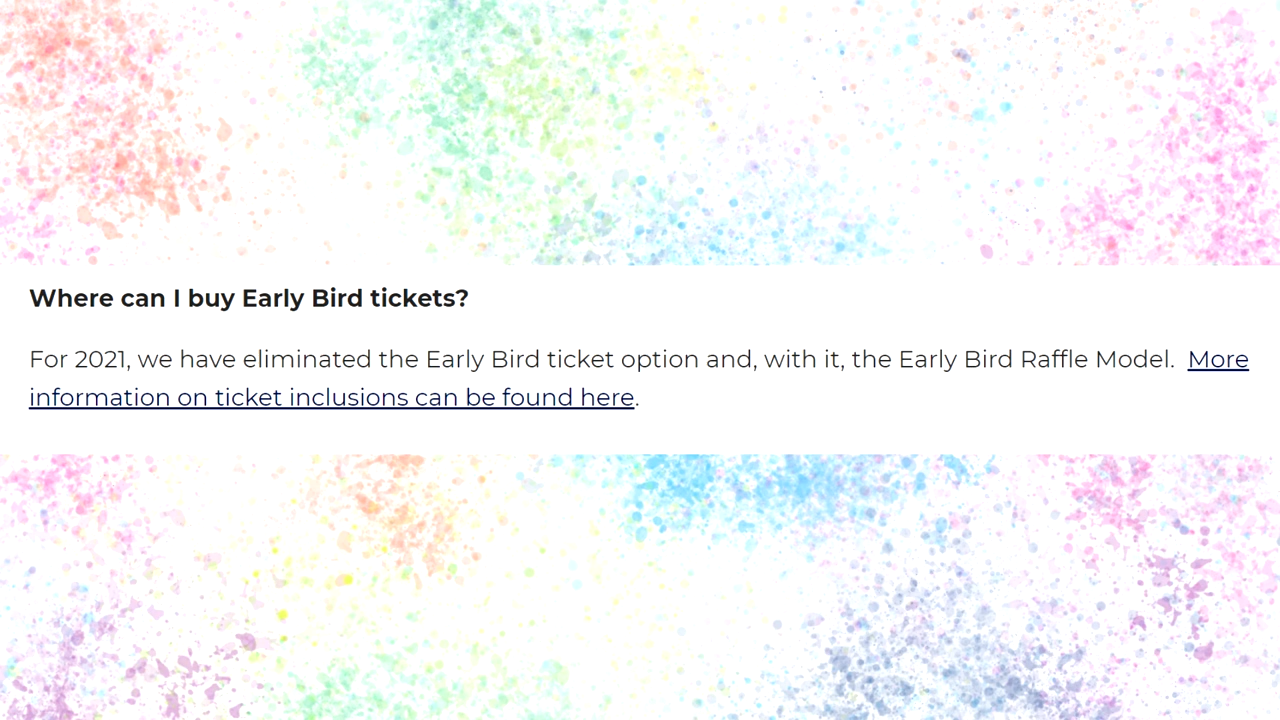 Where can I buy Early Bird tickets?
For 2021, we have eliminated the Early Bird ticket option and, with it, the Early Bird Raffle Model. More
information on ticket inclusions can be found here.